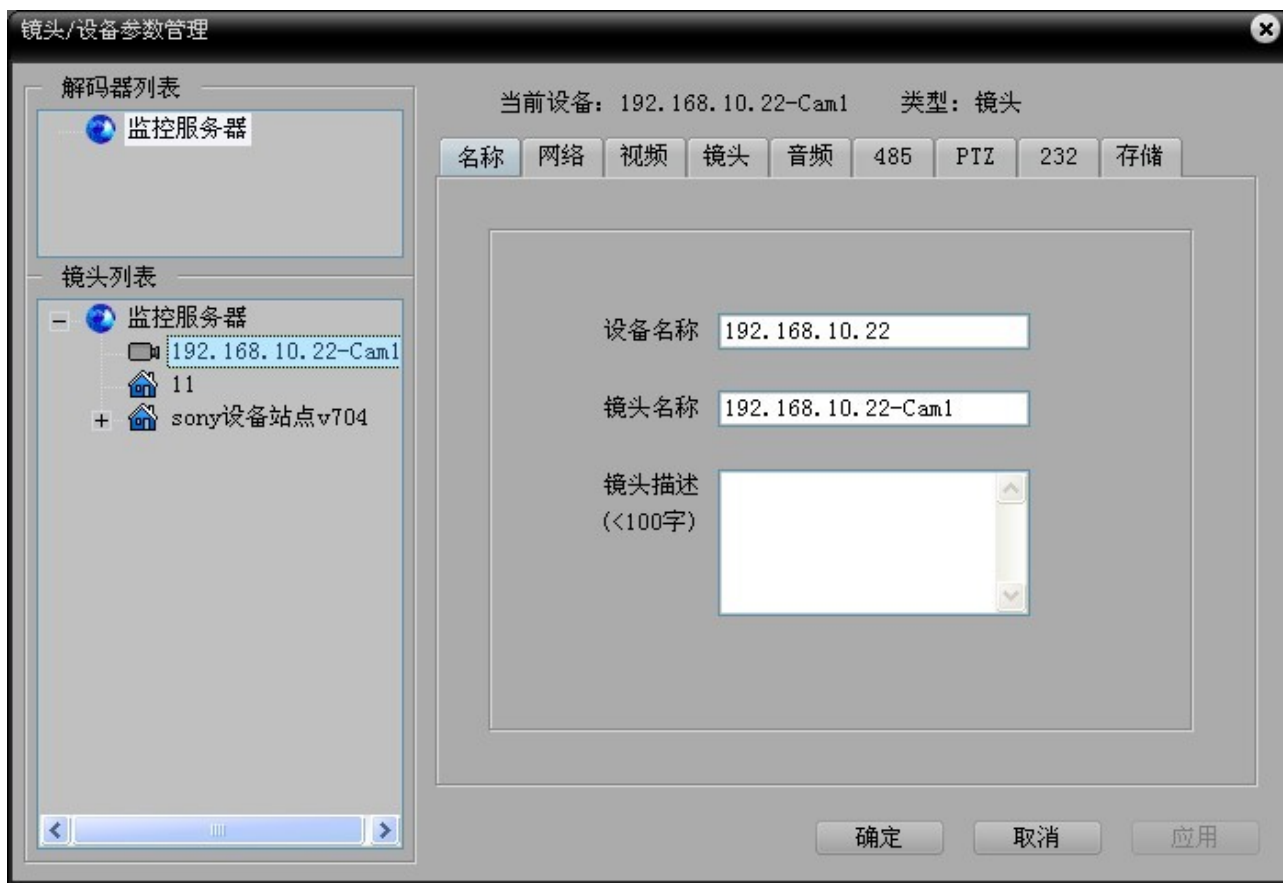 镜头/设备参数管理
解码器列表
监控服务器
镜头列表
监控服务器
192.168.10.22-Cam1
11
sony设备站点v704
当前设备: 192.168.10.22-Cam1 类型: 镜头
名称 网络 视频 镜头 音频 485 PTZ 232 存储
设备名称 192.168.10.22
镜头名称 192.168.10.22-Cam1
镜头描述
(<100字)
确定 取消 应用